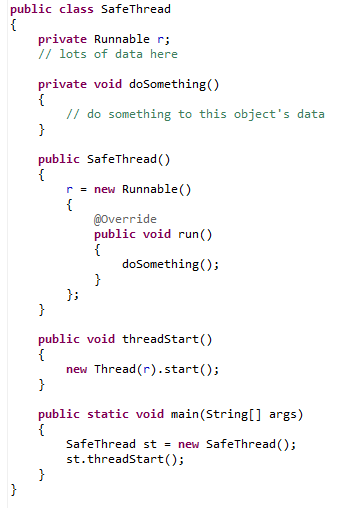 public class SafeThread
{
    private Runnable r;
    // lots of data here

    private void doSomething()
    {
        // do something to this object's data
    }

    public SafeThread()
    {
        r = new Runnable()
        {
            @Override
            public void run()
            {
                doSomething();
            }
        };
    }

    public void threadStart()
    {
        new Thread(r).start();
    }

    public static void main(String[] args)
    {
        SafeThread st = new SafeThread();
        st.threadStart();
    }
}